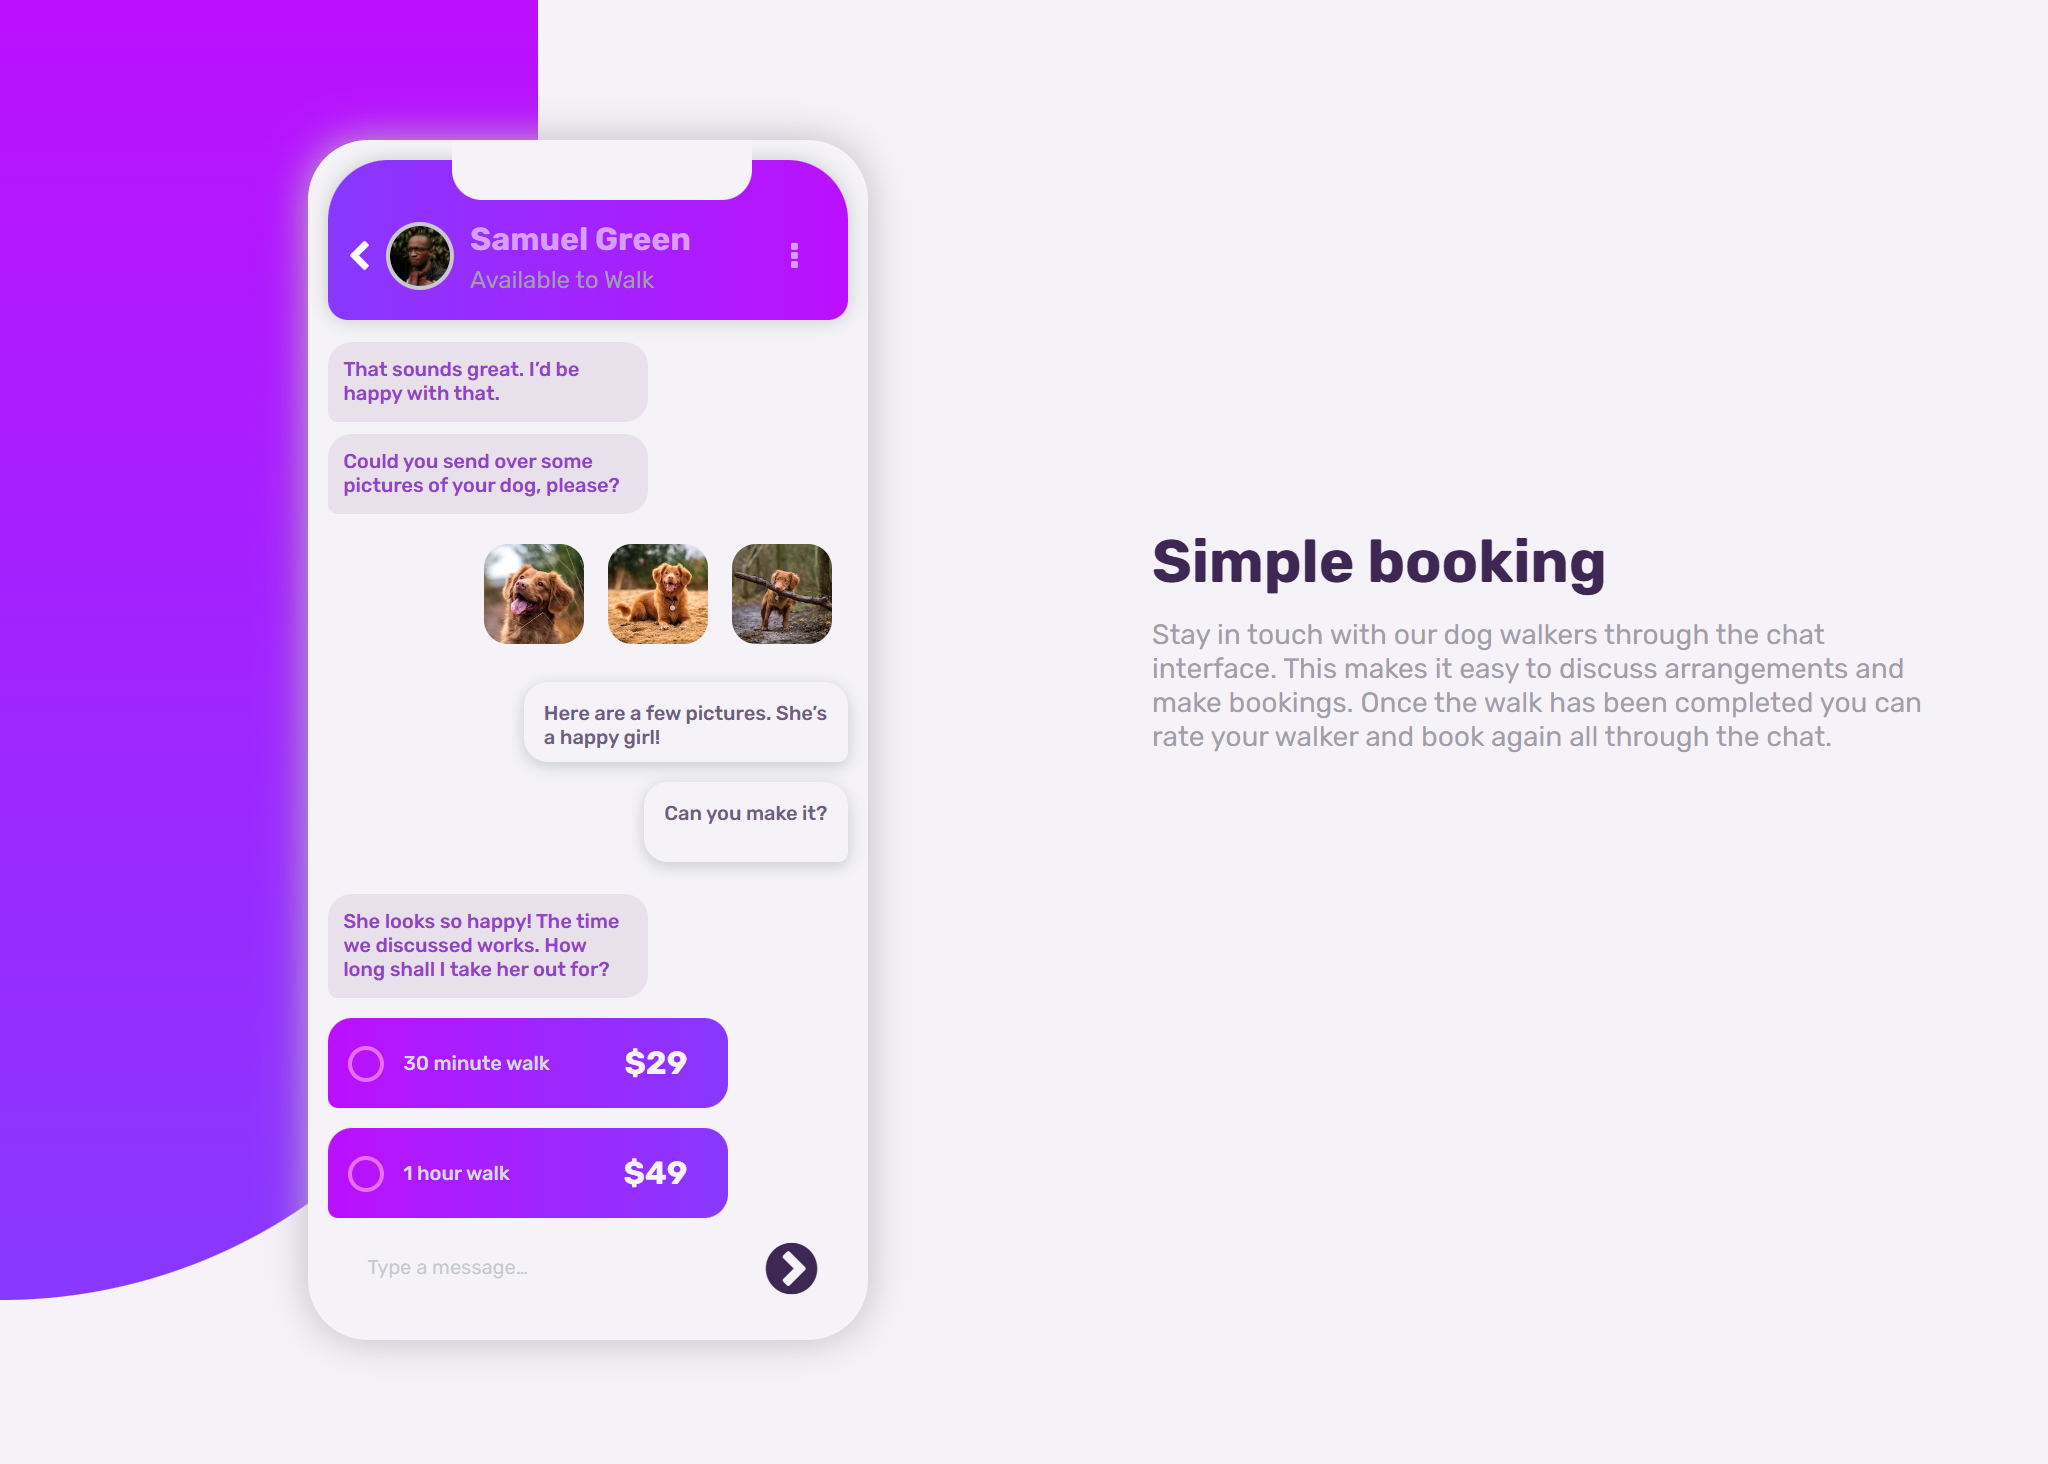 Samuel Green
Available to Walk
That sounds great. I’d be
happy with that.
Could you send over some
pictures of your dog, please?
Here are a few pictures. She’s
a happy girl!
Can you make it?
She looks so happy! The time
we discussed works. How
long shall I take her out for?
30 minute walk $29
1 hour walk $49
Type a message…
Simple booking
Stay in touch with our dog walkers through the chat
interface. This makes it easy to discuss arrangements and
make bookings. Once the walk has been completed you can
rate your walker and book again all through the chat.